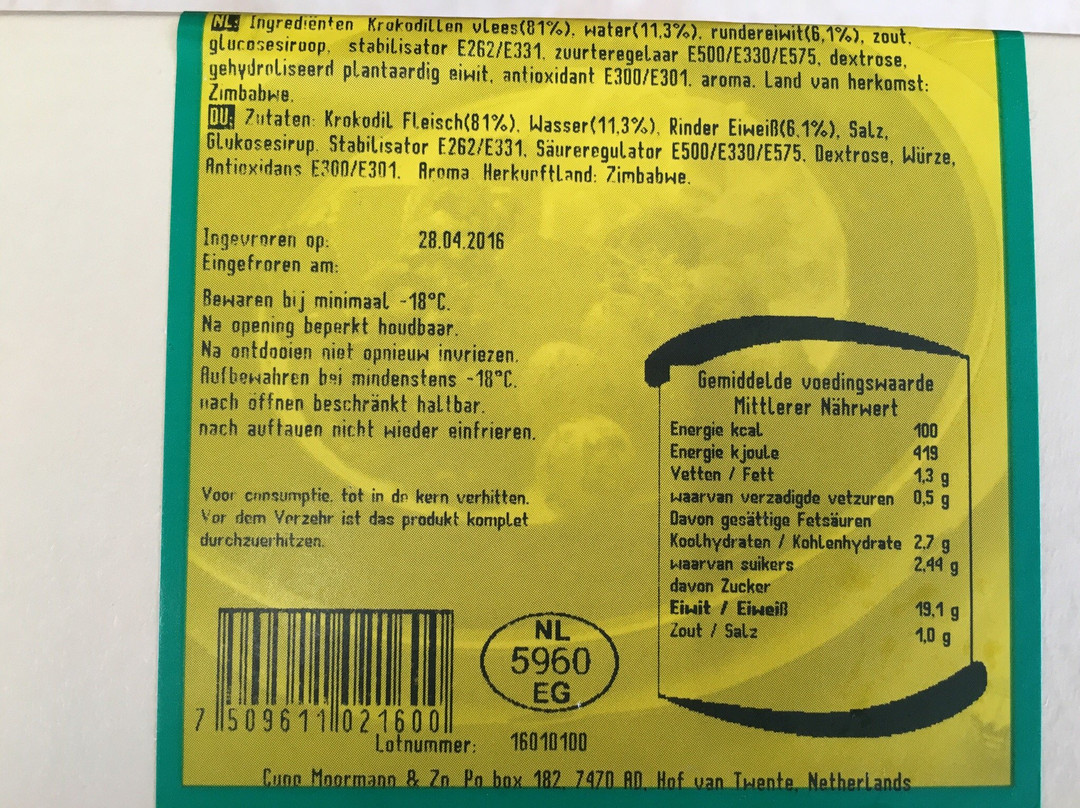 NL: Ingrediënten Krokodillen vlees(81%), water(11,3%), rundereiwit(6,1%), zout,
glucosesiroop, stabilisator E262/E331, zuurteregelaar E500/E330/E575, dextrose,
gehydroliseerd plantaardig eiwit, antioxidant E300/E301, aroma. Land van herkomst:
Zimbabwe.
DU: Zutaten: Krokodil Fleisch(81%), Wasser(11,3%), Rinder Eiweiß(6,1%), Salz,
Glukosesirup, Stabilisator E262/E331, Säureregulator E500/E330/E575, Dextrose, Würze,
Antioxidans E300/E301. Aroma Herkunftland: Zimbabwe.
Ingevroren op: 28.04.2016
Eingefroren am:
Bewaren bij minimaal -18°C.
Na opening beperkt houdbaar.
Na ontdooien niet opnieuw invriezen.
Aufbewahren bei mindenstens -18°C.
nach öffnen beschränkt haltbar.
nach auftauen nicht wieder einfrieren.
Gemiddelde voedingswaarde
Mittlerer Nährwert
Energie kcal 100
Energie kjoule 419
Vetten / Fett 1,3 g
waarvan verzadigde vetzuren 0,5 g
Davon gesättige Fetsäuren
Koolhydraten / Kohlenhydrate 2,7 g
waarvan suikers 2,44 g
davon Zucker
Eiwit / Eiweiß 19,1 g
Zout / Salz 1,0 g
Voor consumptie, tot in de kern verhitten.
Vor dem Verzehr ist das produkt komplet
durchzuerhitzen.
NL
5960
EG
7 509611 021600
Lotnummer: 16010100
Moormann & Zn. Po box 182, 7470 AD, Hof van Twente, Netherlands